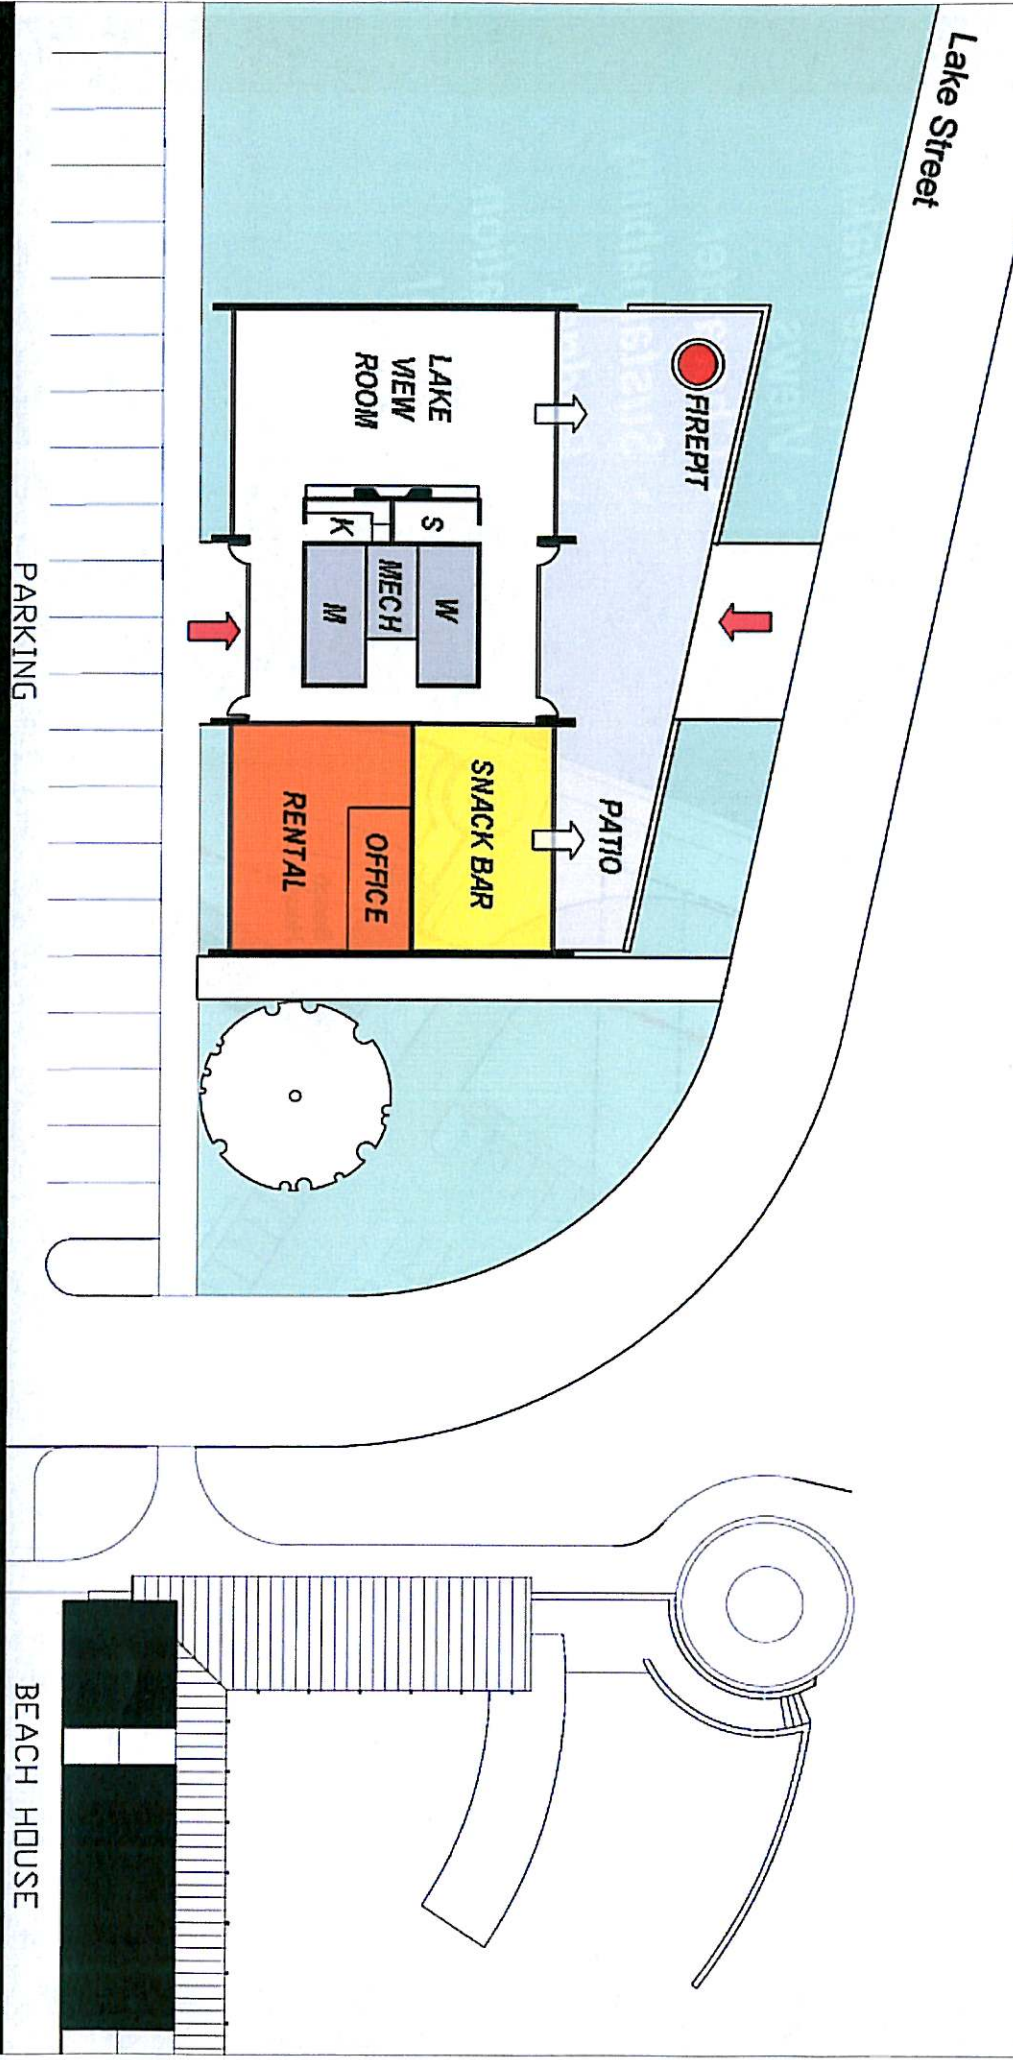 Lake Street
FIREPIT
LAKE
VIEW
ROOM
S
K
W
MECH
M
PATIO
SNACK BAR
OFFICE
RENTAL
PARKING
BEACH HOUSE